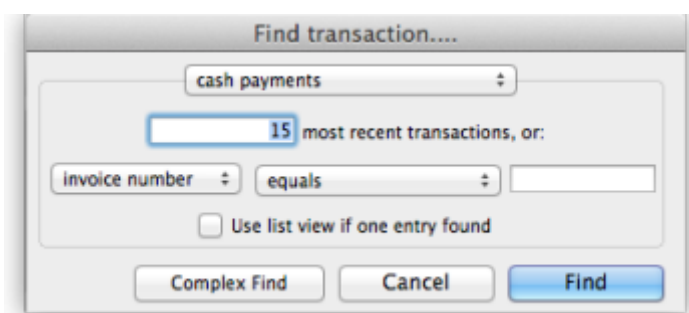 Find transaction....
cash payments
15 most recent transactions, or:
invoice number equals
Use list view if one entry found
Complex Find Cancel Find